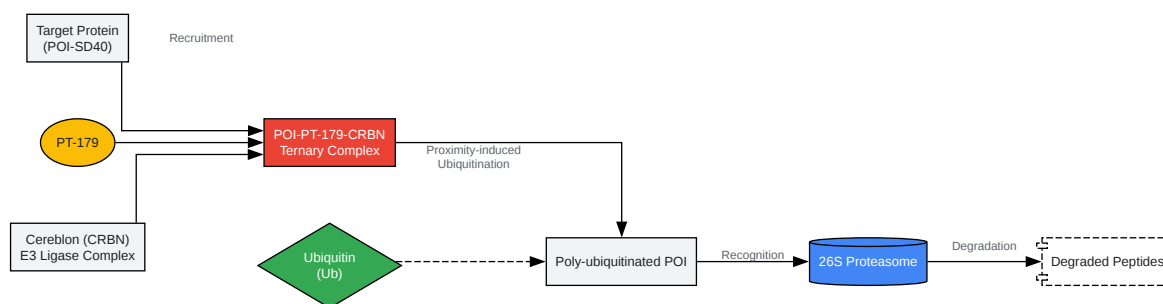 Target Protein
(POI-SD40)
Recruitment
PT-179
POI-PT-179-CRBN
Ternary Complex
Proximity-induced
Ubiquitination
Cereblon (CRBN)
E3 Ligase Complex
Ubiquitin
(Ub)
Poly-ubiquitinated POI
Recognition
26S Proteasome
Degradation
Degraded Peptides